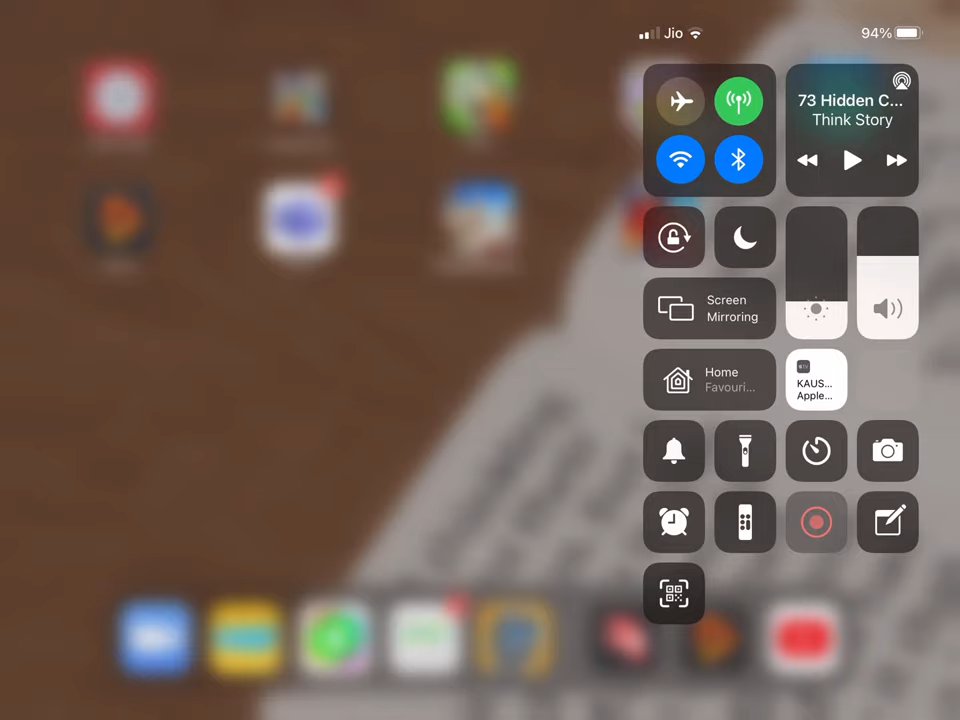 Jio
94%
73 Hidden C...
Think Story
Screen
Mirroring
Home
Favouri...
KAUS...
Apple...